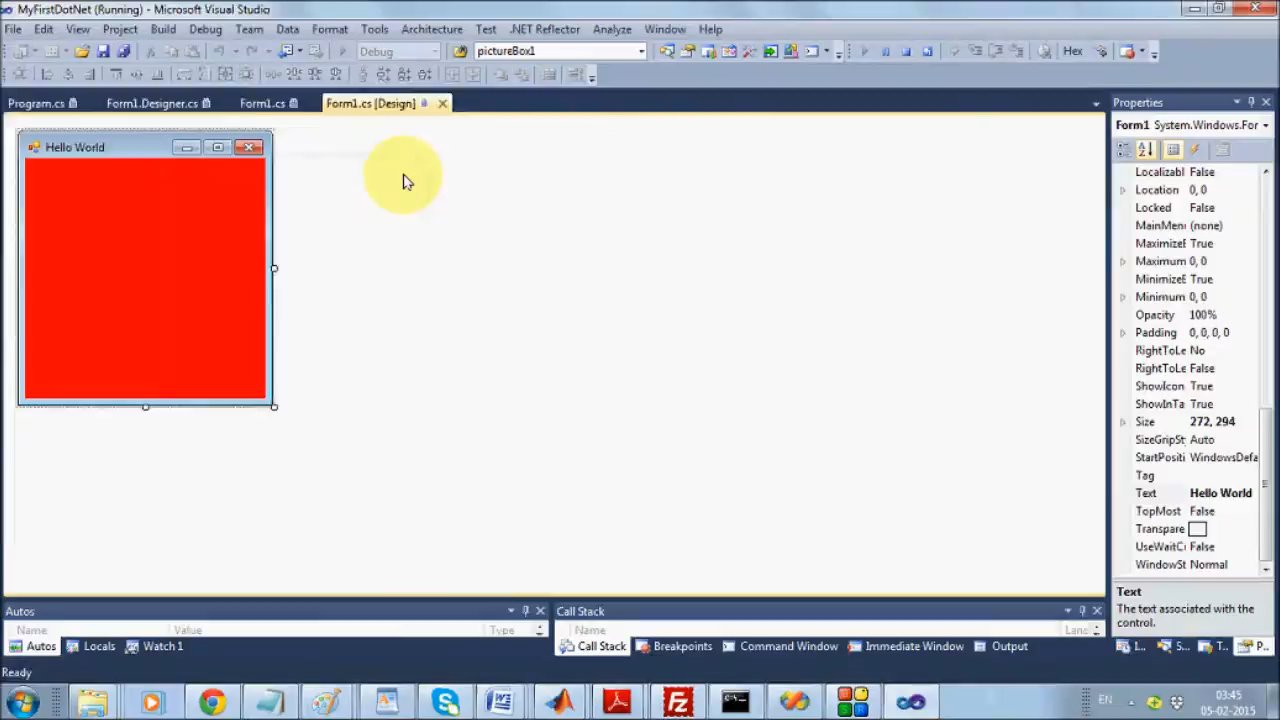 MyFirstDotNet (Running) - Microsoft Visual Studio
File Edit View Project Build Debug Team Data Format Tools Architecture Test .NET Reflector Analyze Window Help
Debug pictureBox1 Hex
Program.cs Form1.Designer.cs Form1.cs Form1.cs [Design]
Properties
Form1 System.Windows.For
Hello World
Localizabl False
Location 0, 0
Locked False
MainMen (none)
MaximizeB True
Maximum 0, 0
MinimizeB True
Minimum 0, 0
Opacity 100%
Padding 0, 0, 0, 0
RightToLe No
RightToLe False
ShowIcon True
ShowInTa True
Size 272, 294
SizeGripSt Auto
StartPositi WindowsDefa
Tag
Text Hello World
TopMost False
Transpare
UseWaitC False
WindowSt Normal
Text
The text associated with the
control.
Autos
Name Value Type
Call Stack
Name Lang
Autos Locals Watch 1
Call Stack Breakpoints Command Window Immediate Window Output
L... S... T... P...
Ready
EN
03:45
05-02-2015